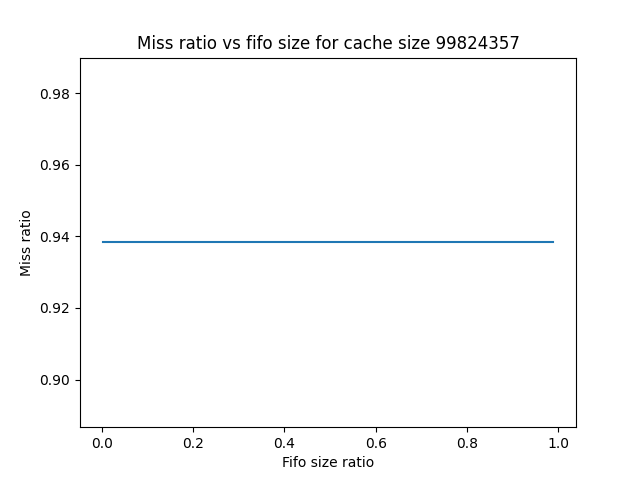 Miss ratio vs fifo size for cache size 99824357
0.98
0.96
0.94
0.92
0.90
Miss ratio
0.0 0.2 0.4 0.6 0.8 1.0
Fifo size ratio